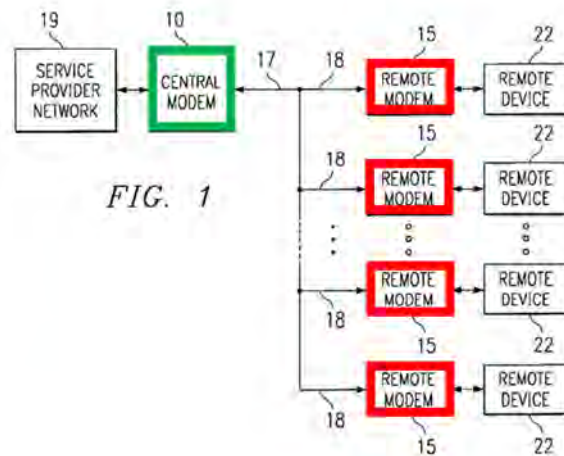 19
10
15
22
SERVICE
PROVIDER
NETWORK
CENTRAL
MODEM
17
18
REMOTE
MODEM
REMOTE
DEVICE
15
22
18
REMOTE
MODEM
REMOTE
DEVICE
FIG. 1
18
REMOTE
MODEM
REMOTE
DEVICE
15
22
18
REMOTE
MODEM
REMOTE
DEVICE
15
22